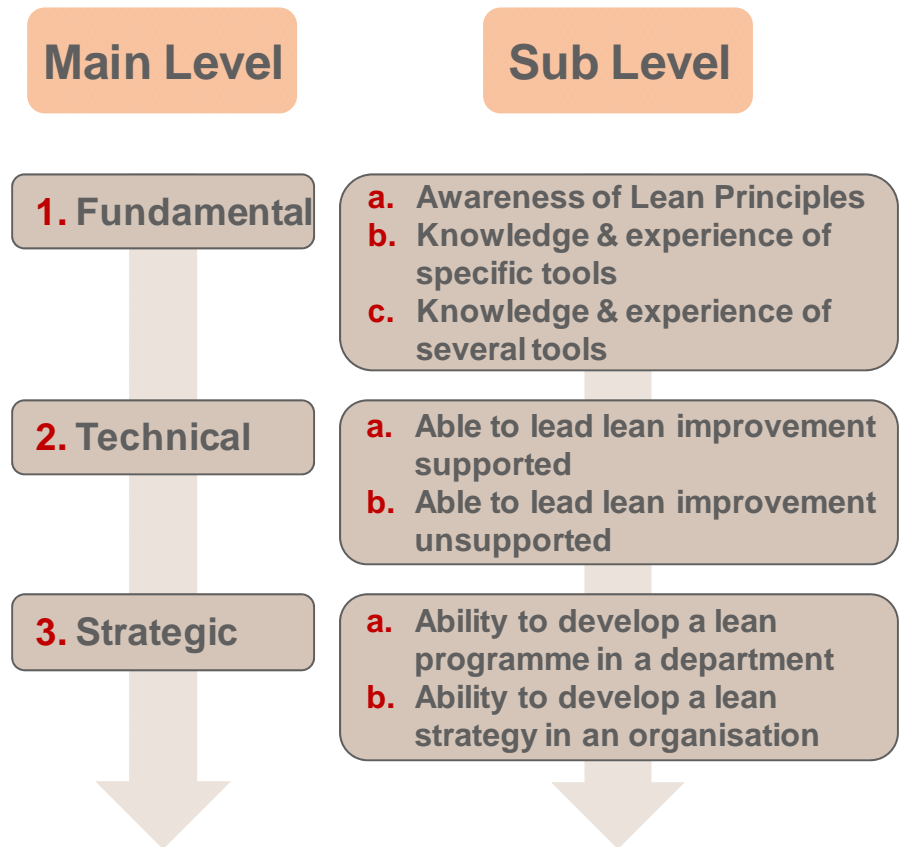 Main Level
Sub Level
1. Fundamental
a. Awareness of Lean Principles
b. Knowledge & experience of
specific tools
c. Knowledge & experience of
several tools
2. Technical
a. Able to lead lean improvement
supported
b. Able to lead lean improvement
unsupported
3. Strategic
a. Ability to develop a lean
programme in a department
b. Ability to develop a lean
strategy in an organisation